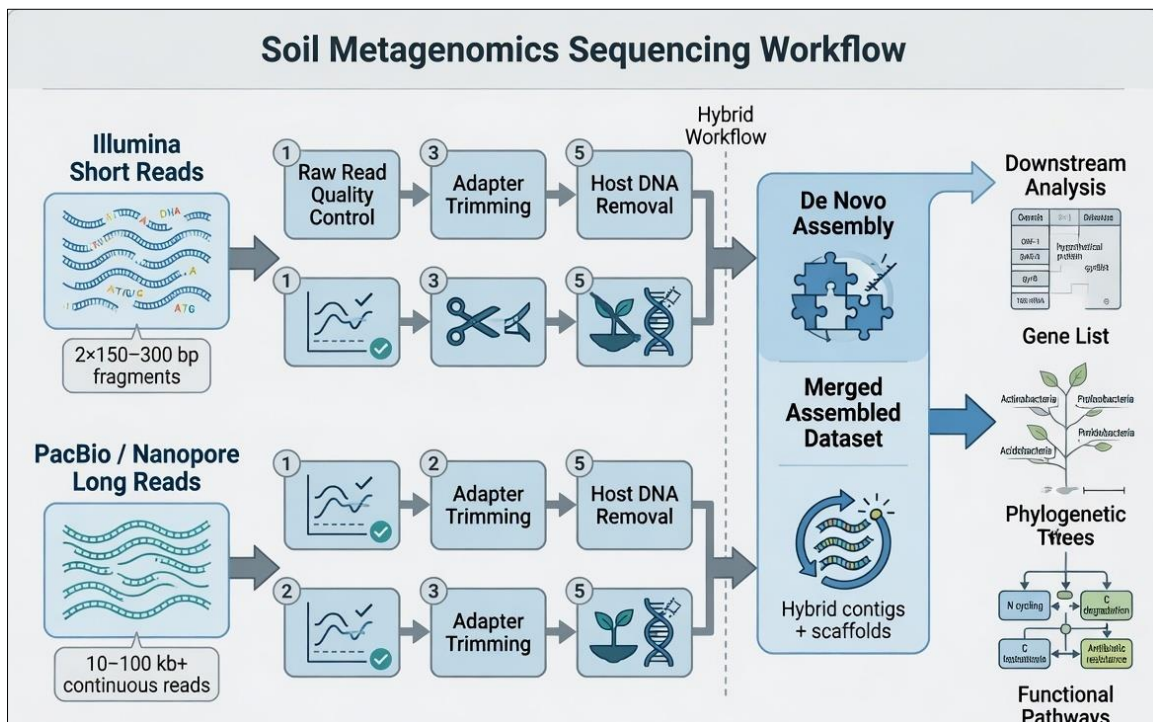 Soil Metagenomics Sequencing Workflow
Illumina
Short Reads
DNA
ATG
2×150–300 bp
fragments
1
Raw Read
Quality
Control
3
Adapter
Trimming
5
Host DNA
Removal
1
3
5
Hybrid
Workflow
PacBio / Nanopore
Long Reads
10–100 kb+
continuous reads
1
2
Adapter
Trimming
5
Host DNA
Removal
2
3
Adapter
Trimming
5
De Novo
Assembly
Merged
Assembled
Dataset
Hybrid contigs
+ scaffolds
Downstream
Analysis
protein
Gene List
Actinobacteria
Acidobacteria
Phylogenetic
Trees
N cycling
C
degradation
C
Antibiotic
resistance
Functional
Pathways